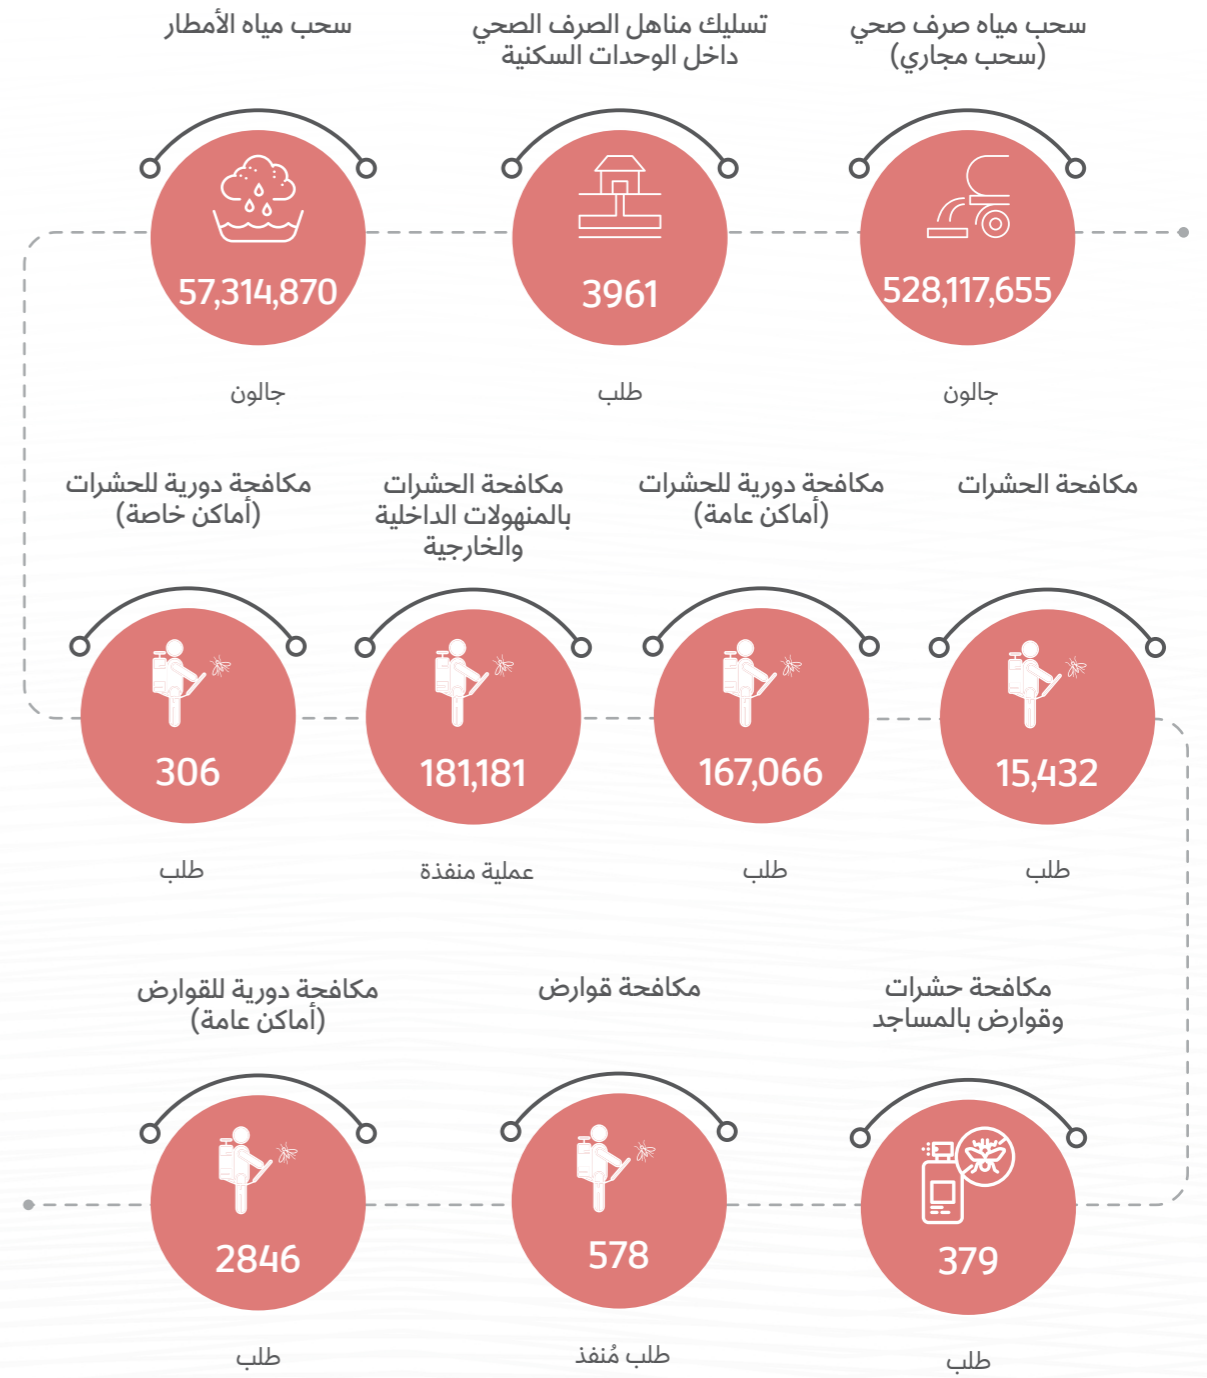 سحب مياه صرف صحي
(سحب مجاري)
528,117,655
جالون
تسليك مناهل الصرف الصحي
داخل الوحدات السكنية
3961
طلب
سحب مياه الأمطار
57,314,870
جالون
مكافحة الحشرات
15,432
طلب
مكافحة دورية للحشرات
(أماكن عامة)
167,066
طلب
مكافحة الحشرات
بالمنهولات الداخلية
والخارجية
181,181
عملية منفذة
مكافحة دورية للحشرات
(أماكن خاصة)
306
طلب
مكافحة حشرات
وقوارض بالمساجد
379
طلب
مكافحة قوارض
578
طلب مُنفذ
مكافحة دورية للقوارض
(أماكن عامة)
2846
طلب